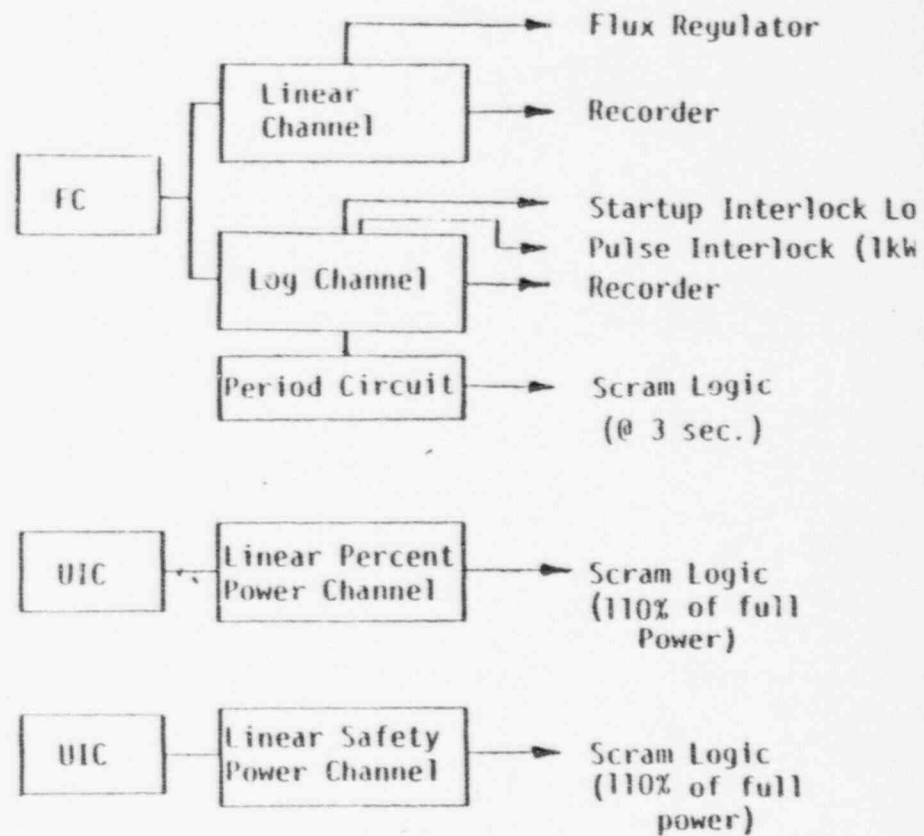 Flux Regulator
Linear
Channel
Recorder
FC
Startup Interlock Lo
Pulse Interlock (1kW
Log Channel
Recorder
Period Circuit
Scram Logic
(@ 3 sec.)
UIC
Linear Percent
Power Channel
Scram Logic
(110% of full
Power)
UIC
Linear Safety
Power Channel
Scram Logic
(110% of full
power)